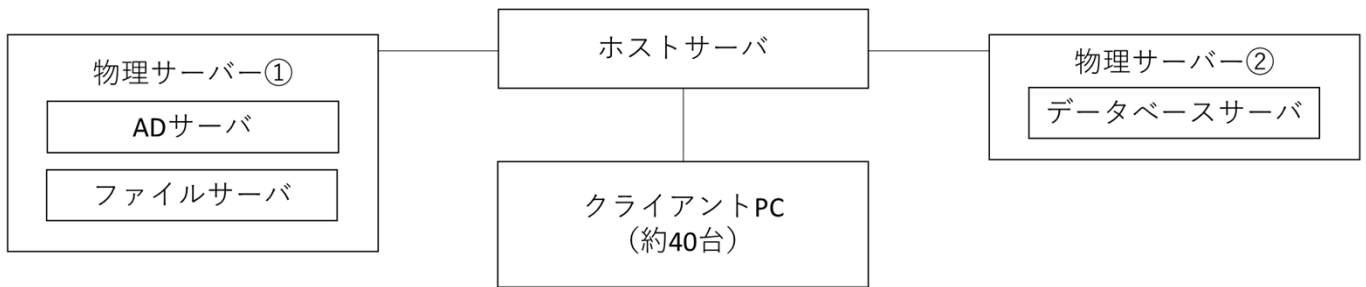 物理サーバー①
ADサーバ
ファイルサーバ
ホストサーバ
クライアントPC
（約40台）
物理サーバー②
データベースサーバ